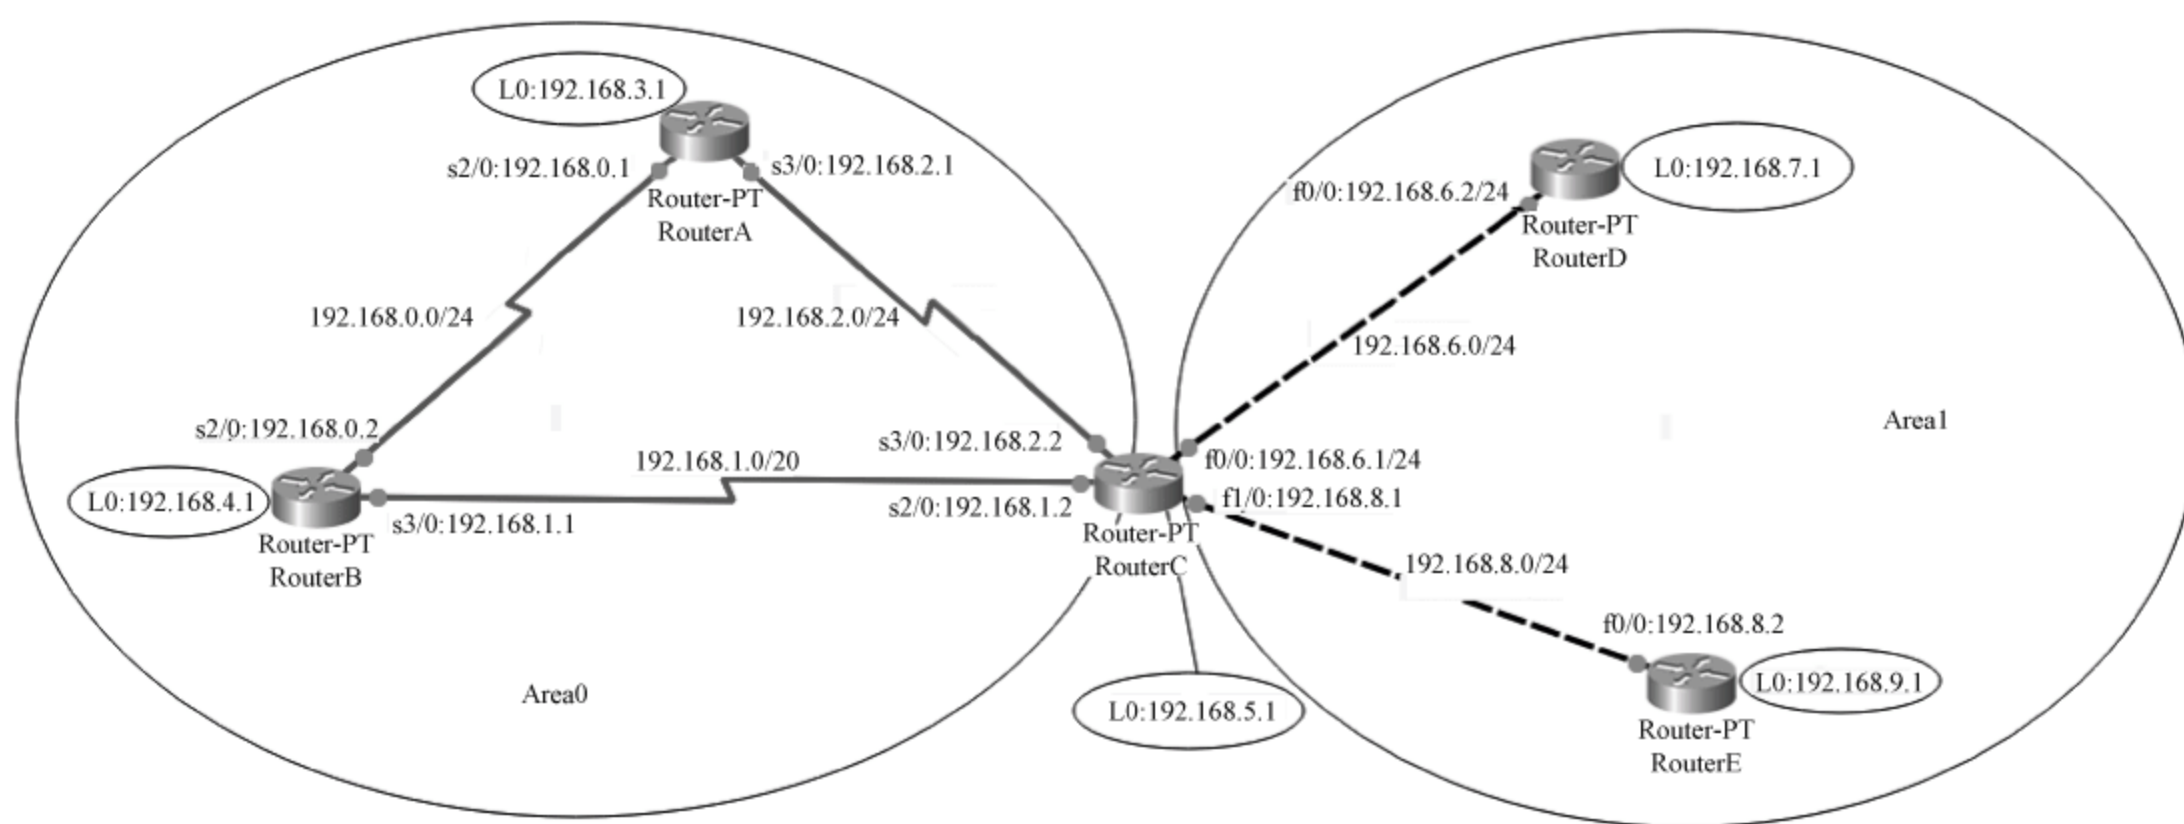 L0:192.168.3.1
s2/0:192.168.0.1
s3/0:192.168.2.1
Router-PT
RouterA
192.168.0.0/24
192.168.2.0/24
s2/0:192.168.0.2
L0:192.168.4.1
Router-PT
RouterB
s3/0:192.168.1.1
192.168.1.0/20
s3/0:192.168.2.2
s2/0:192.168.1.2
Router-PT
RouterC
Area0
L0:192.168.5.1
L0:192.168.7.1
f0/0:192.168.6.2/24
Router-PT
RouterD
192.168.6.0/24
Area1
f0/0:192.168.6.1/24
f1/0:192.168.8.1
192.168.8.0/24
f0/0:192.168.8.2
L0:192.168.9.1
Router-PT
RouterE